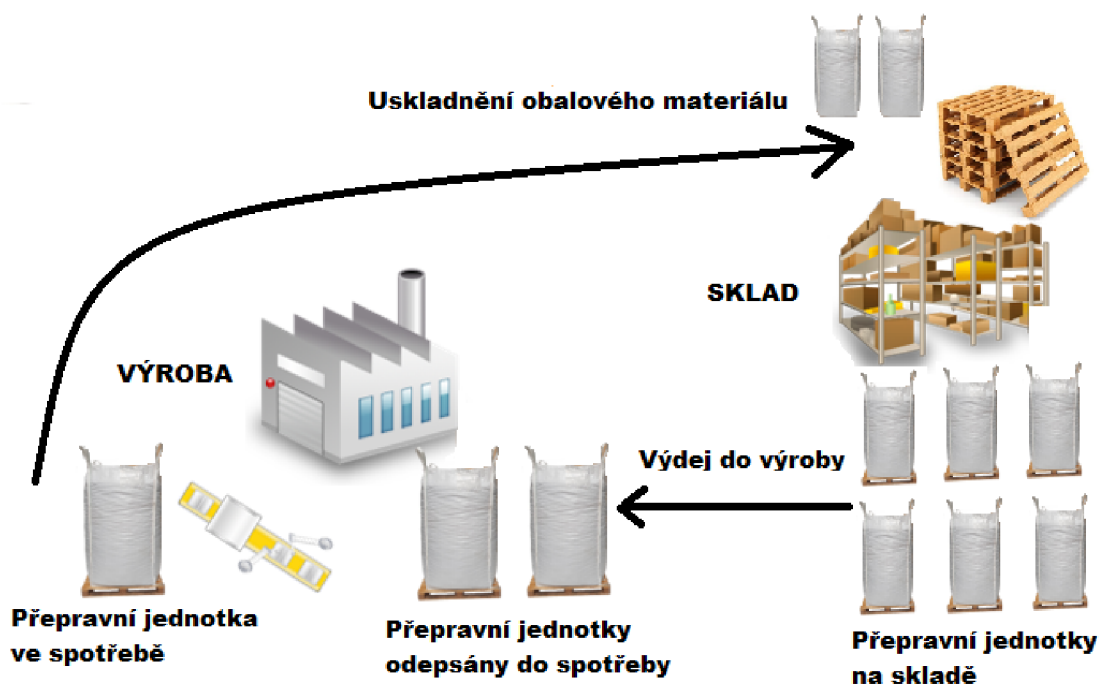 Uskladnění obalového materiálu
SKLAD
VÝROBA
Výdej do výroby
Přepravní jednotka
ve spotřebě
Přepravní jednotky
odepsány do spotřeby
Přepravní jednotky
na skladě